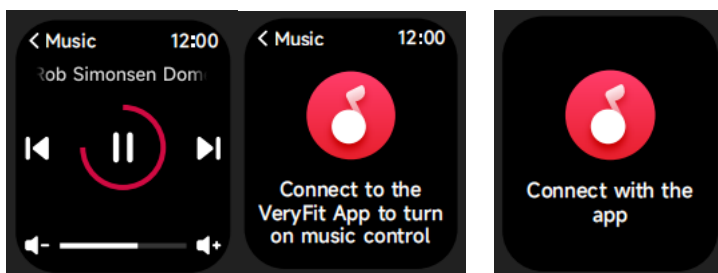 < Music 12:00
Rob Simonsen Dom
< Music 12:00
Connect to the
VeryFit App to turn
on music control
Connect with the
app